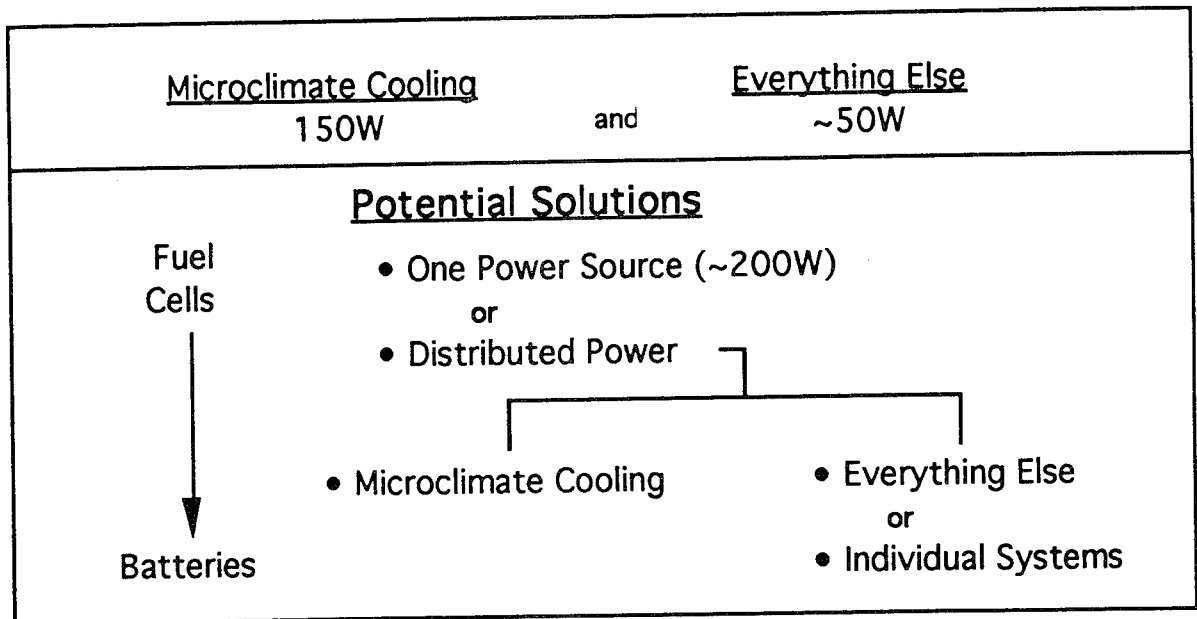 Microclimate Cooling
150W
and
Everything Else
~50W
Potential Solutions
Fuel
Cells
• One Power Source (~200W)
or
• Distributed Power
• Microclimate Cooling
• Everything Else
or
• Individual Systems
Batteries